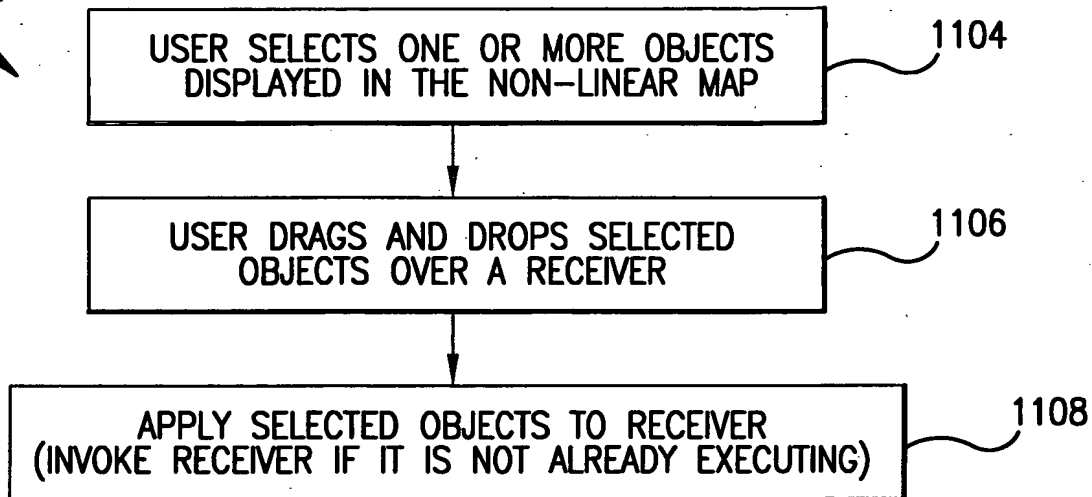 USER SELECTS ONE OR MORE OBJECTS
DISPLAYED IN THE NON-LINEAR MAP
1104
USER DRAGS AND DROPS SELECTED
OBJECTS OVER A RECEIVER
1106
APPLY SELECTED OBJECTS TO RECEIVER
(INVOKE RECEIVER IF IT IS NOT ALREADY EXECUTING)
1108